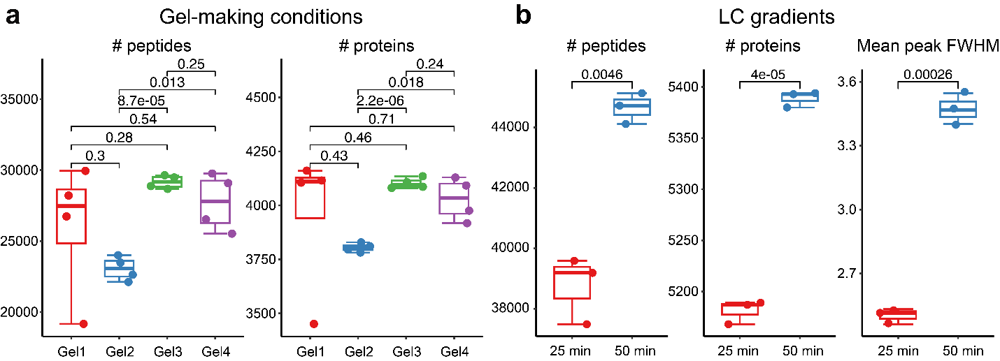 a
Gel-making conditions
# peptides
# proteins
35000
30000
25000
20000
0.25
0.013
8.7e-05
0.54
0.28
0.3
Gel1
Gel2
Gel3
Gel4
4500
4250
4000
3750
3500
0.24
0.018
2.2e-06
0.71
0.46
0.43
Gel1
Gel2
Gel3
Gel4
b
LC gradients
# peptides
# proteins
Mean peak FWHM
44000
42000
40000
38000
0.0046
25 min
50 min
5400
5350
5300
5250
5200
4e-05
25 min
50 min
3.6
3.3
3.0
2.7
0.00026
25 min
50 min